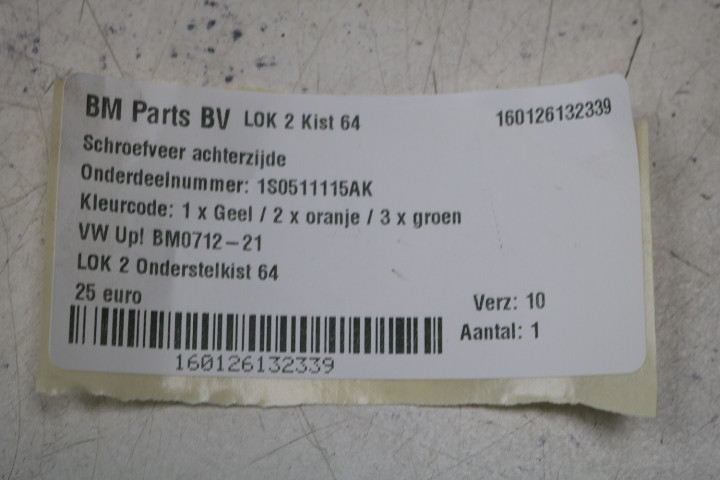 BM Parts BV LOK 2 Kist 64 160126132339
Schroefveer achterzijde
Onderdeelnummer: 1S0511115AK
Kleurcode: 1 x Geel / 2 x oranje / 3 x groen
VW Up! BM0712-21
LOK 2 Onderstelkist 64
25 euro Verz: 10
Aantal: 1
160126132339